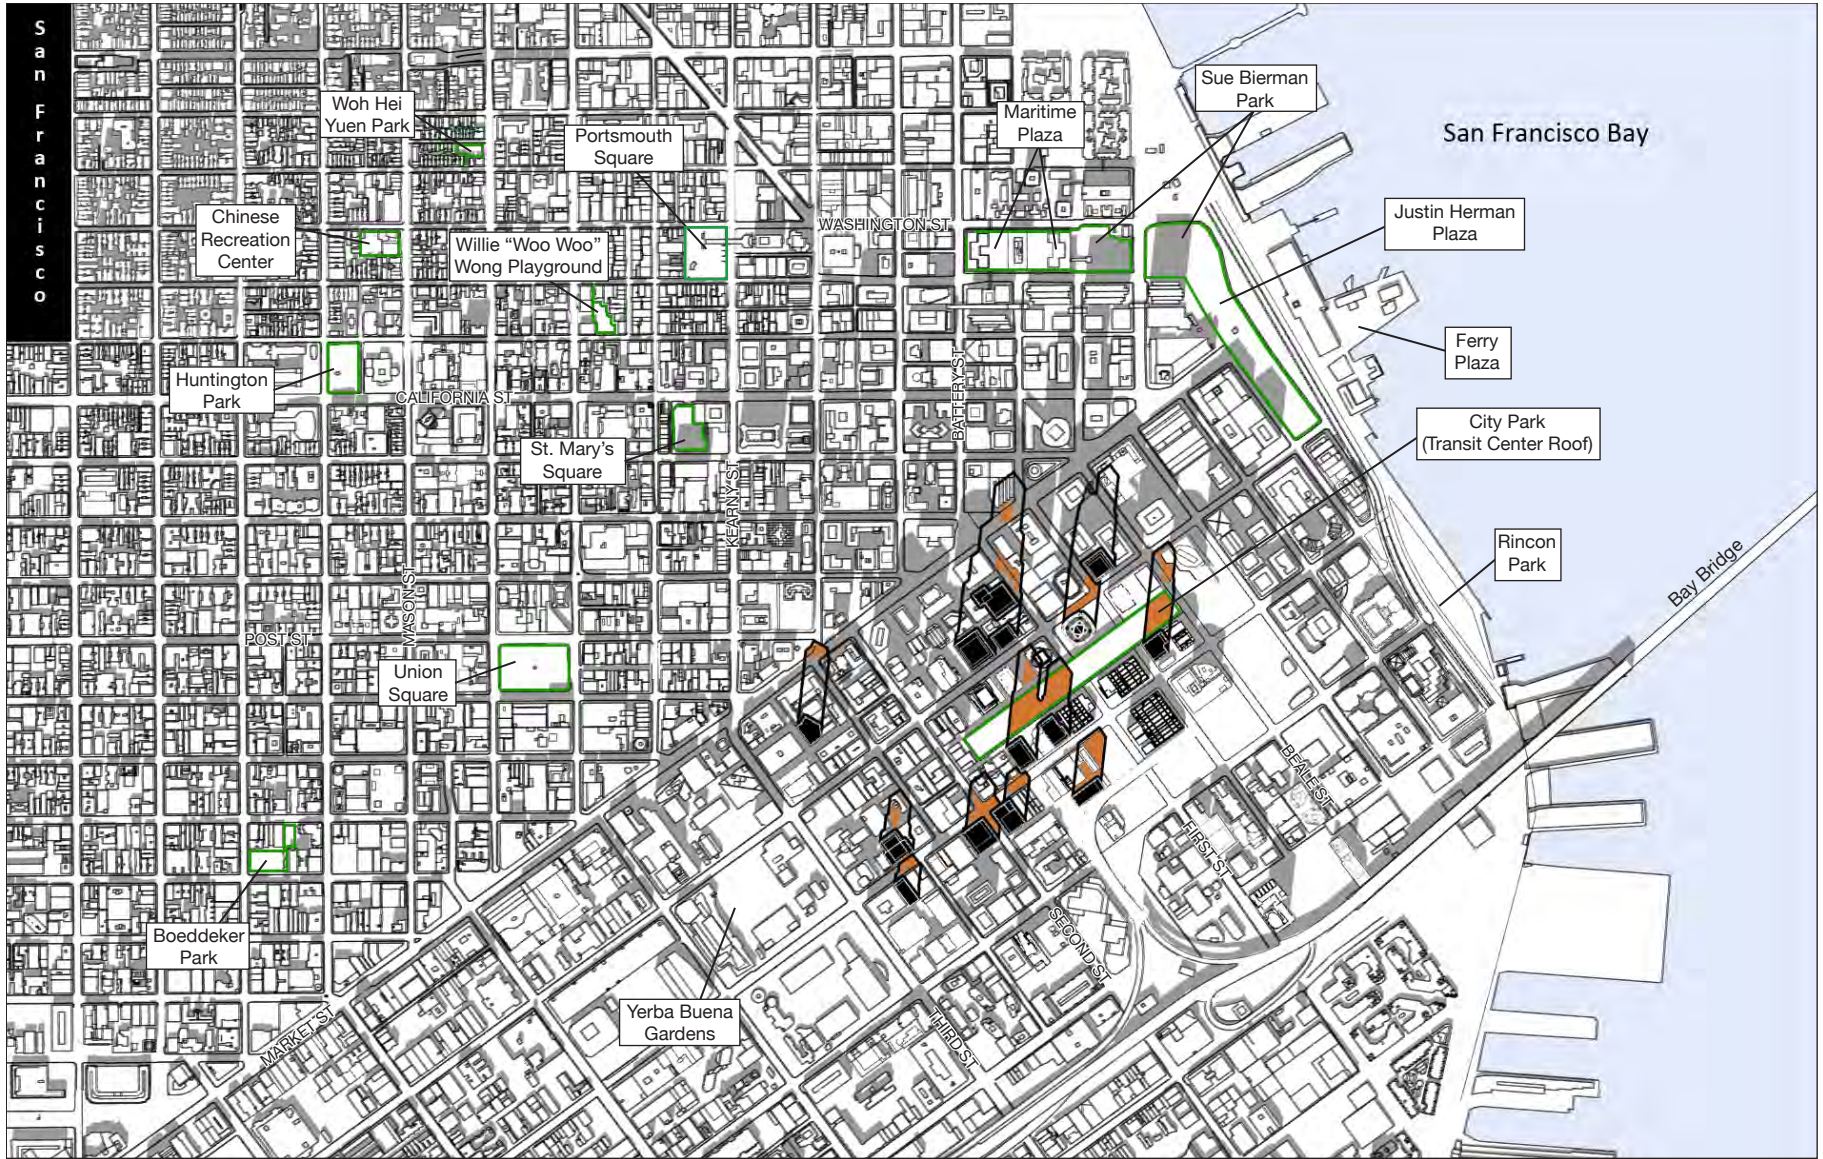 San Francisco
Sue Bierman
Park
Woh Hei
Yuen Park
Maritime
Plaza
Portsmouth
Square
San Francisco Bay
Chinese
Recreation
Center
Justin Herman
Plaza
WASHINGTON ST
Willie “Woo Woo”
Wong Playground
Ferry
Plaza
Huntington
Park
BATTERY ST
CALIFORNIA ST
City Park
(Transit Center Roof)
St. Mary’s
Square
KEARNY ST
Rincon
Park
Bay Bridge
MASON ST
POST ST
Union
Square
BEALE ST
FIRST ST
Boeddeker
Park
SECOND ST
Yerba Buena
Gardens
MARKET ST
THIRD ST